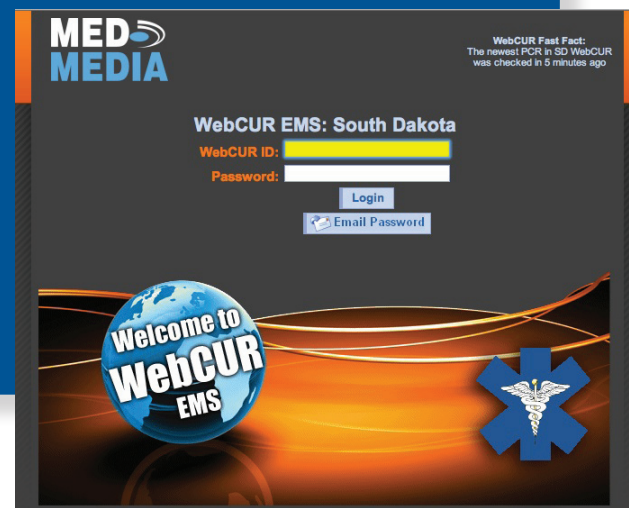 MED
MEDIA
WebCUR Fast Fact:
The newest PCR in SD WebCUR
was checked in 5 minutes ago
WebCUR EMS: South Dakota
WebCUR ID:
Password:
Login
Email Password
Welcome to
WebCUR
EMS